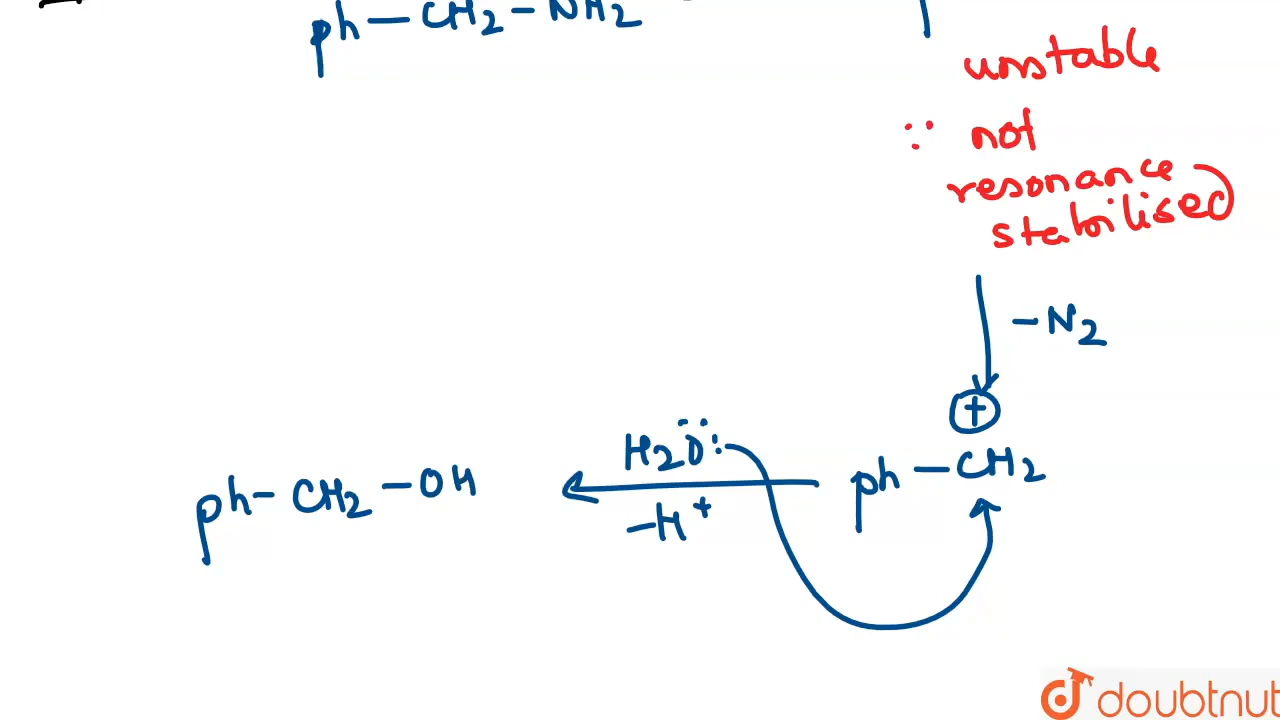 ph-CH2-NH2
unstable
∵ not
resonance
stabilised
-N2
+
H2O:
ph-CH2
ph-CH2-OH
-H+
doubtnut